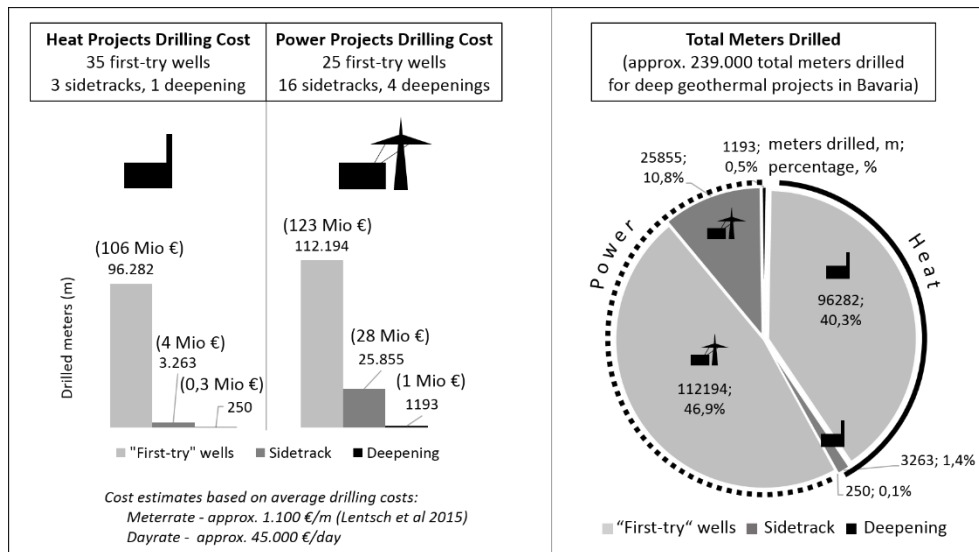 Heat Projects Drilling Cost
35 first-try wells
3 sidetracks, 1 deepening
Power Projects Drilling Cost
25 first-try wells
16 sidetracks, 4 deepenings
(106 Mio €)
96.282
(4 Mio €)
3.263
(0,3 Mio €)
250
Drilled meters (m)
(123 Mio €)
112.194
(28 Mio €)
25.855
(1 Mio €)
1193
"First-try" wells
Sidetrack
Deepening
Cost estimates based on average drilling costs:
Meterrate - approx. 1.100 €/m (Lentsch et al 2015)
Dayrate - approx. 45.000 €/day
Total Meters Drilled
(approx. 239.000 total meters drilled
for deep geothermal projects in Bavaria)
meters drilled, m;
percentage, %
1193;
0,5%
25855;
10,8%
Power
Heat
96282;
40,3%
112194;
46,9%
3263; 1,4%
250; 0,1%
“First-try“ wells
Sidetrack
Deepening